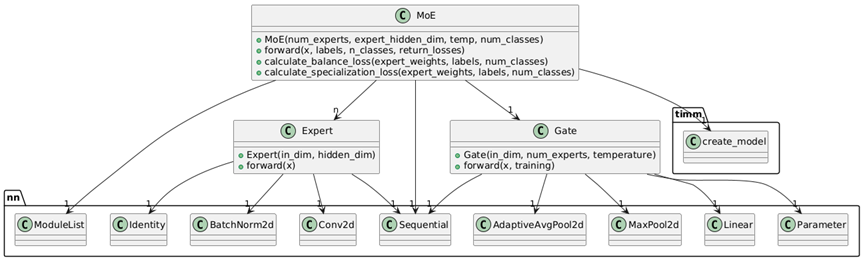 C MoE
MoE(num_experts, expert_hidden_dim, temp, num_classes)
forward(x, labels, n_classes, return_losses)
calculate_balance_loss(expert_weights, labels, num_classes)
calculate_specialization_loss(expert_weights, labels, num_classes)
n
1
timm
1
C Expert
Expert(in_dim, hidden_dim)
forward(x)
C Gate
Gate(in_dim, num_experts, temperature)
forward(x, training)
C create_model
nn
1 1 1 1 1 1 1 1 1 1 1
C ModuleList
C Identity
C BatchNorm2d
C Conv2d
C Sequential
C AdaptiveAvgPool2d
C MaxPool2d
C Linear
C Parameter